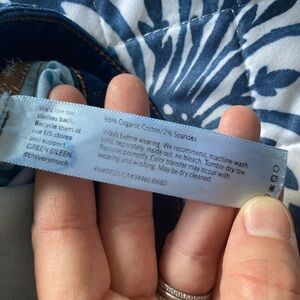 We'd like our
clothes back.
Recycle them at
our US stores
and support
GREEN EILEEN.
#thxverymuch
98% Organic Cotton/2% Spandex
Wash before wearing. We recommend, machine wash
cold, separately, inside out, no bleach. Tumble dry low
Remove promptly. Color transfer may occur with
wearing and washing. May be dry cleaned.